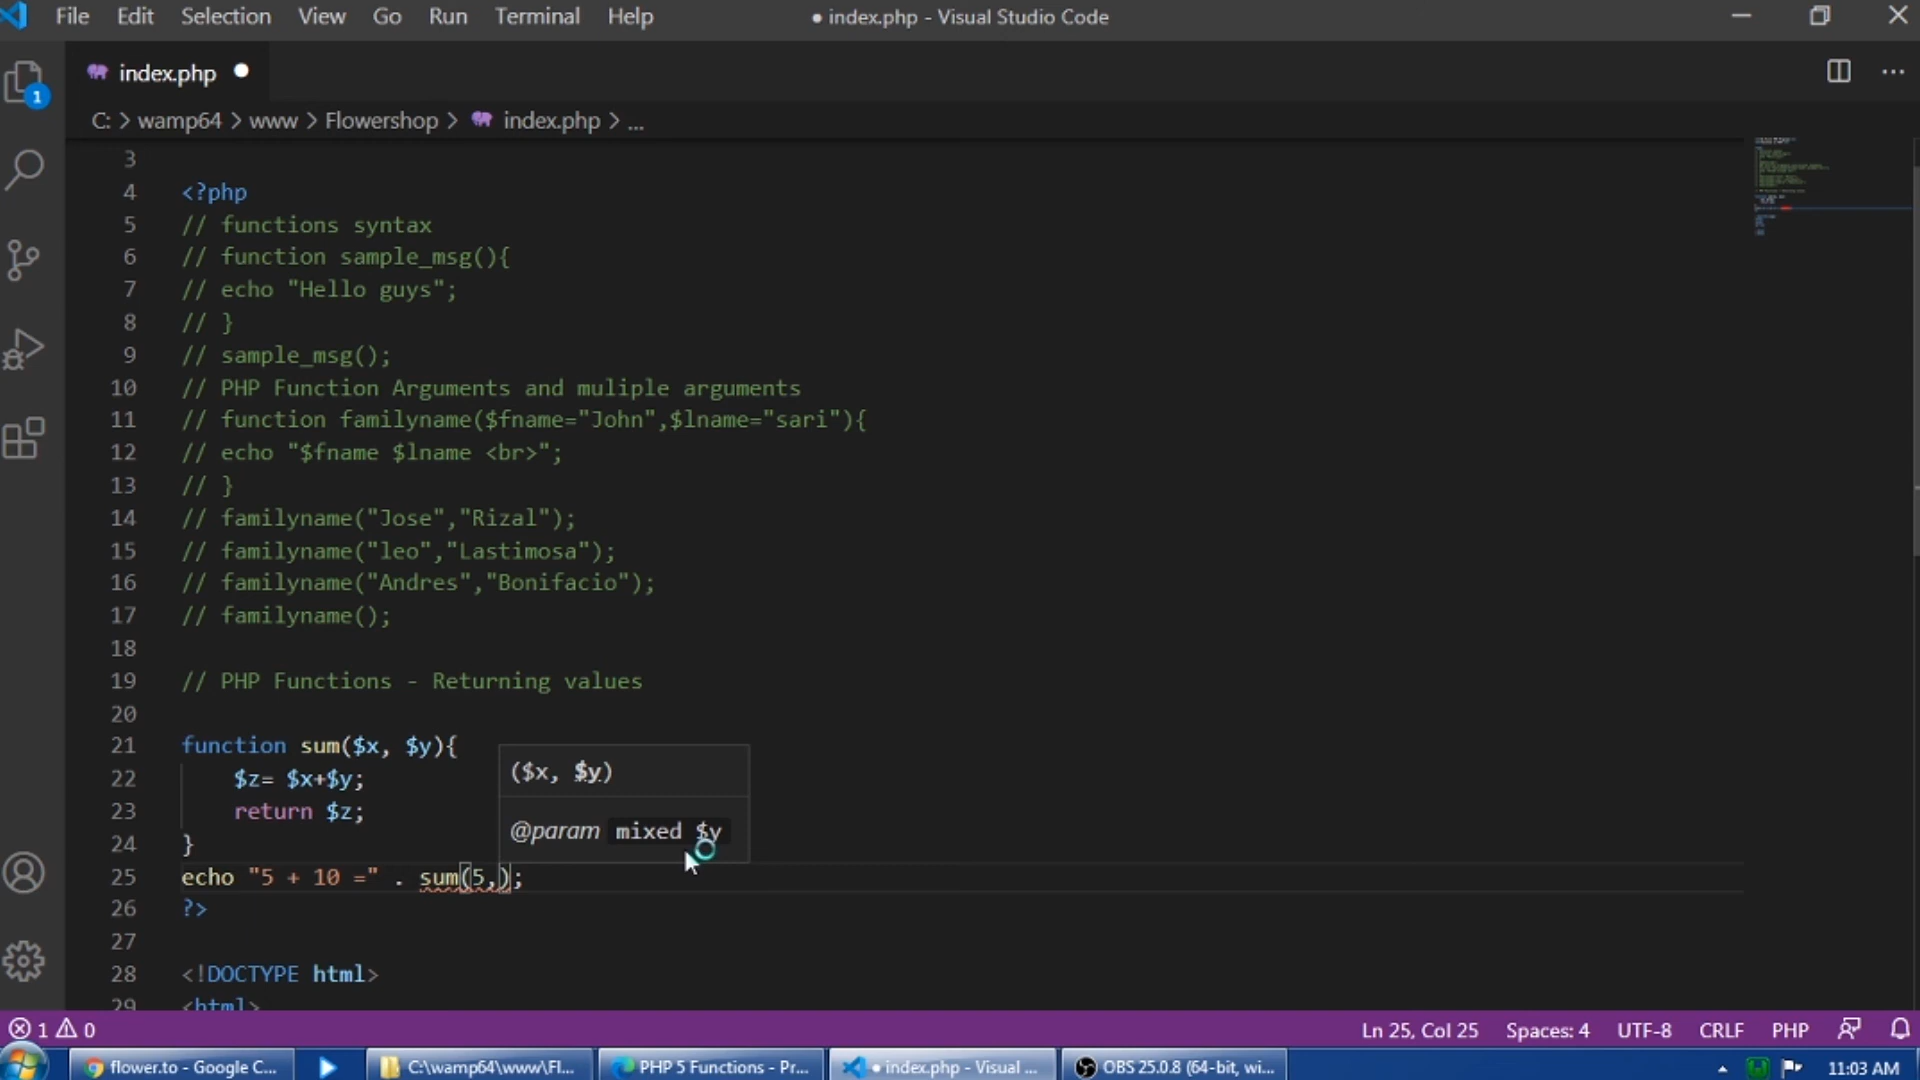 File Edit Selection View Go Run Terminal Help ● index.php - Visual Studio Code
index.php ●
1
C: > wamp64 > www > Flowershop > index.php > ...
3
4 <?php
5 // functions syntax
6 // function sample_msg(){
7 // echo "Hello guys";
8 // }
9 // sample_msg();
10 // PHP Function Arguments and muliple arguments
11 // function familyname($fname="John",$lname="sari"){
12 // echo "$fname $lname <br>";
13 // }
14 // familyname("Jose","Rizal");
15 // familyname("leo","Lastimosa");
16 // familyname("Andres","Bonifacio");
17 // familyname();
18
19 // PHP Functions - Returning values
20
21 function sum($x, $y){
($x, $y)
22 $z= $x+$y;
23 return $z;
@param mixed $y
24 }
25 echo "5 + 10 =" . sum(5,);
26 ?>
27
28 <!DOCTYPE html>
29 <html>
1 0 Ln 25, Col 25 Spaces: 4 UTF-8 CRLF PHP
flower.to - Google C... C:\wamp64\www\Fl... PHP 5 Functions - Pr... ● index.php - Visual ... OBS 25.0.8 (64-bit, wi... 11:03 AM